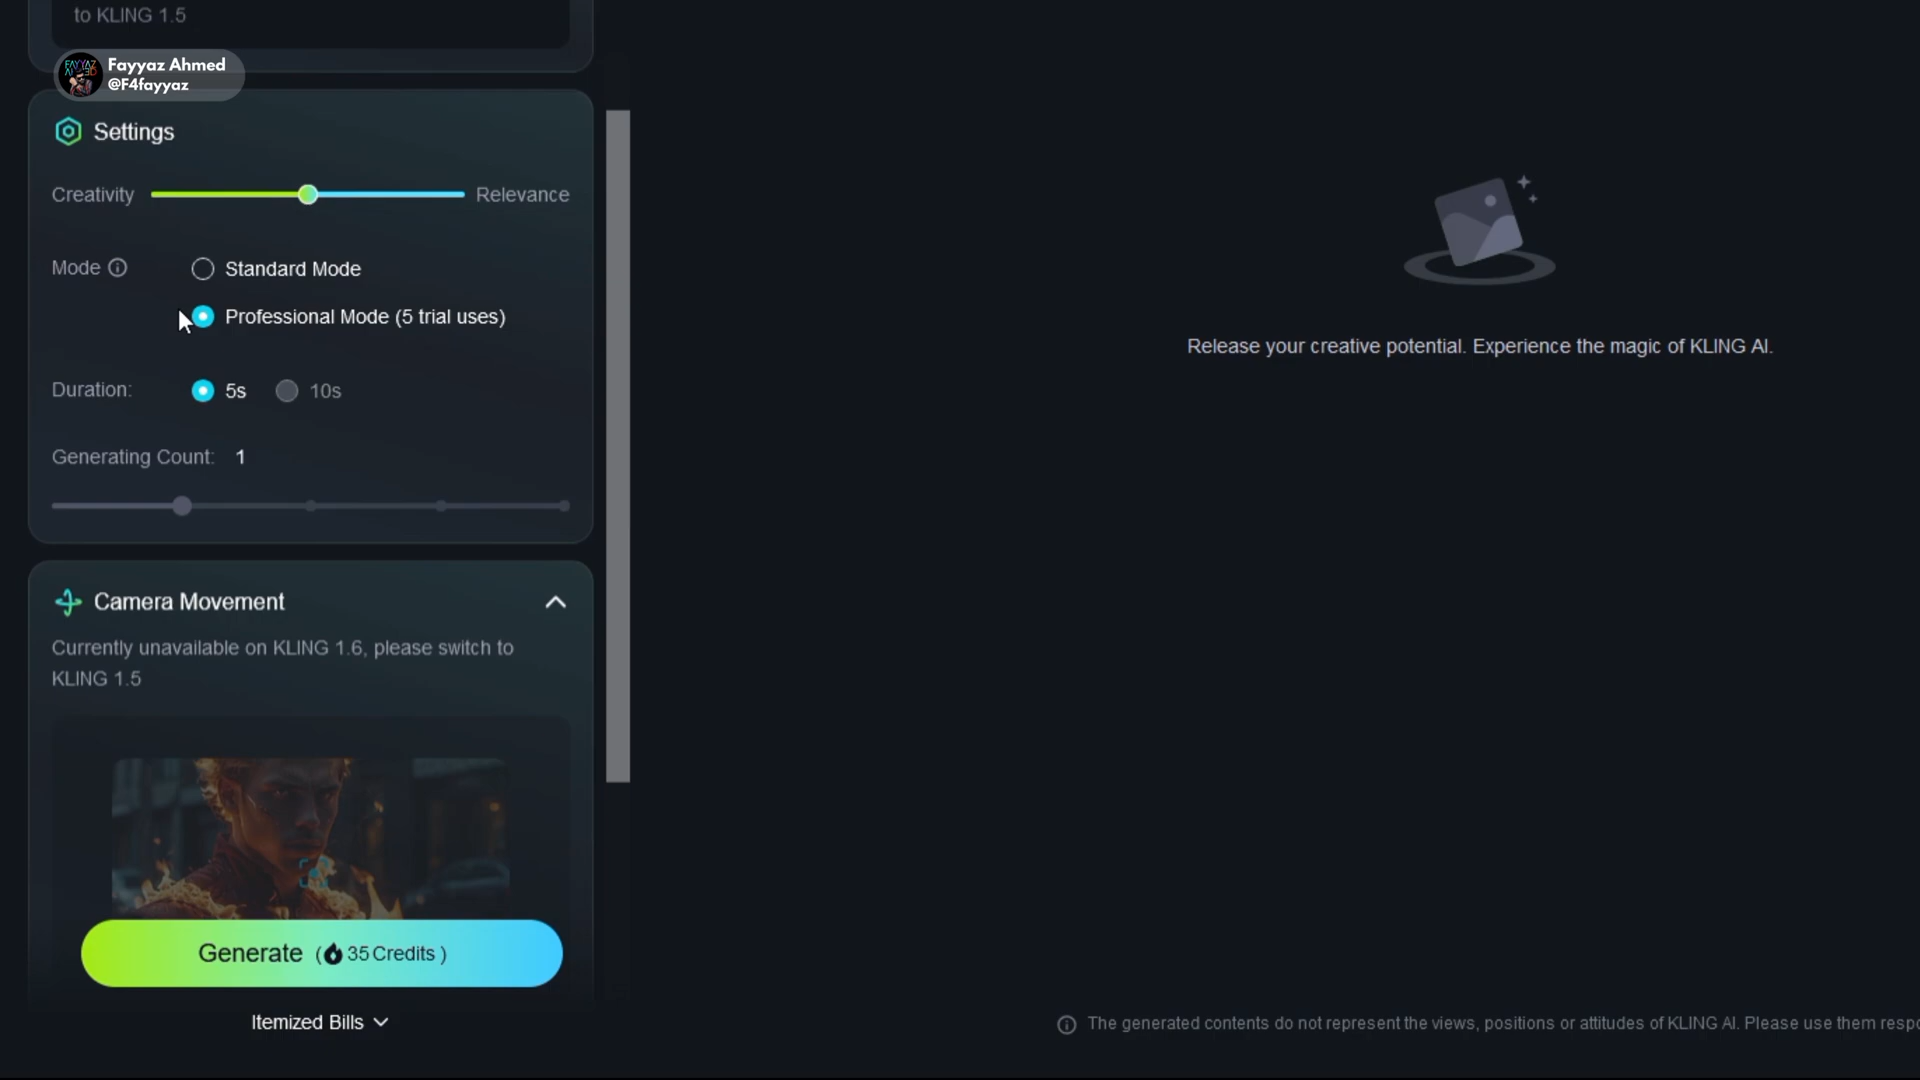 to KLING 1.5
Fayyaz Ahmed
@F4fayyaz
Settings
Creativity Relevance
Mode Standard Mode
Professional Mode (5 trial uses)
Duration: 5s 10s
Generating Count: 1
Camera Movement
Currently unavailable on KLING 1.6, please switch to
KLING 1.5
Generate (35 Credits )
Itemized Bills
Release your creative potential. Experience the magic of KLING AI.
The generated contents do not represent the views, positions or attitudes of KLING AI. Please use them respo